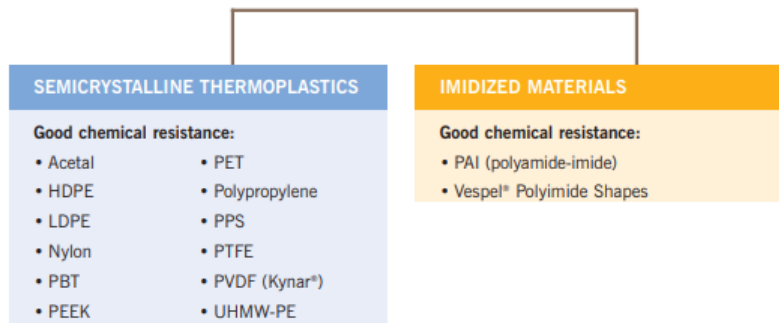 SEMICRYSTALLINE THERMOPLASTICS
Good chemical resistance:
• Acetal
• HDPE
• LDPE
• Nylon
• PBT
• PEEK
• PET
• Polypropylene
• PPS
• PTFE
• PVDF (Kynar®)
• UHMW-PE
IMIDIZED MATERIALS
Good chemical resistance:
• PAI (polyamide-imide)
• Vespel® Polyimide Shapes